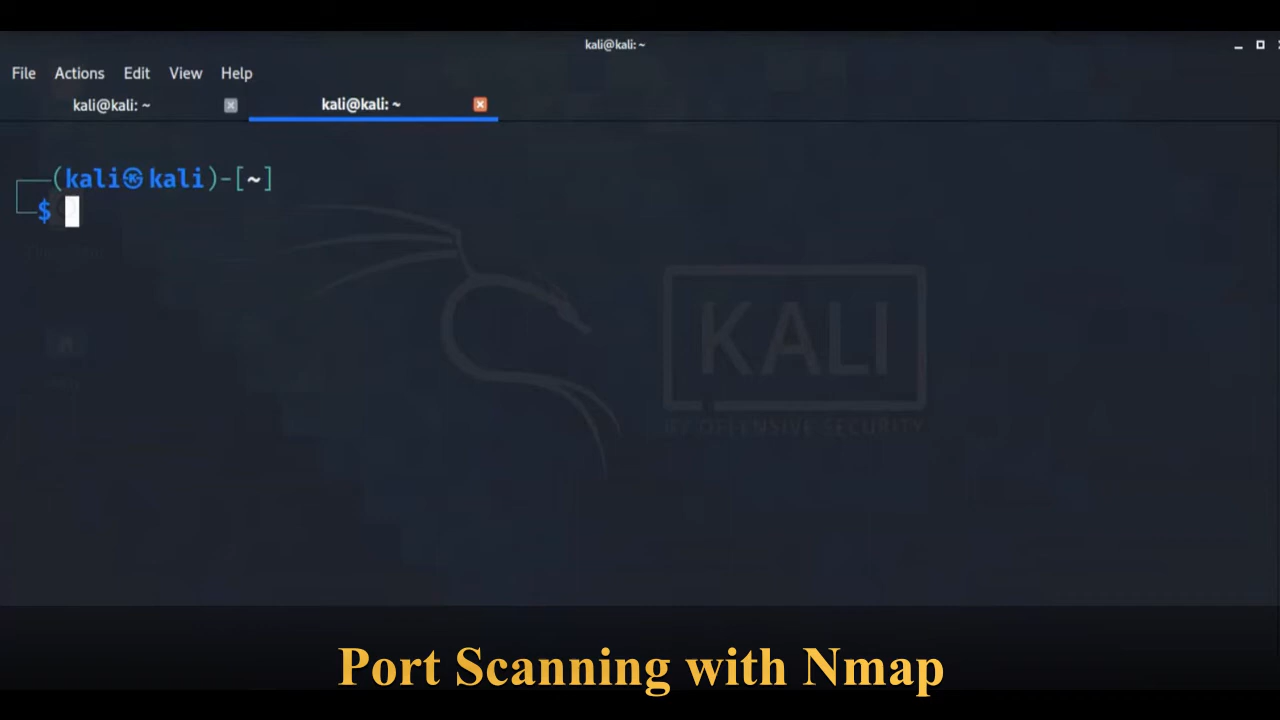 kali@kali: ~
File Actions Edit View Help
kali@kali: ~ kali@kali: ~
(kali㉿kali)-[~]
$
KALI
BY OFFENSIVE SECURITY
Port Scanning with Nmap